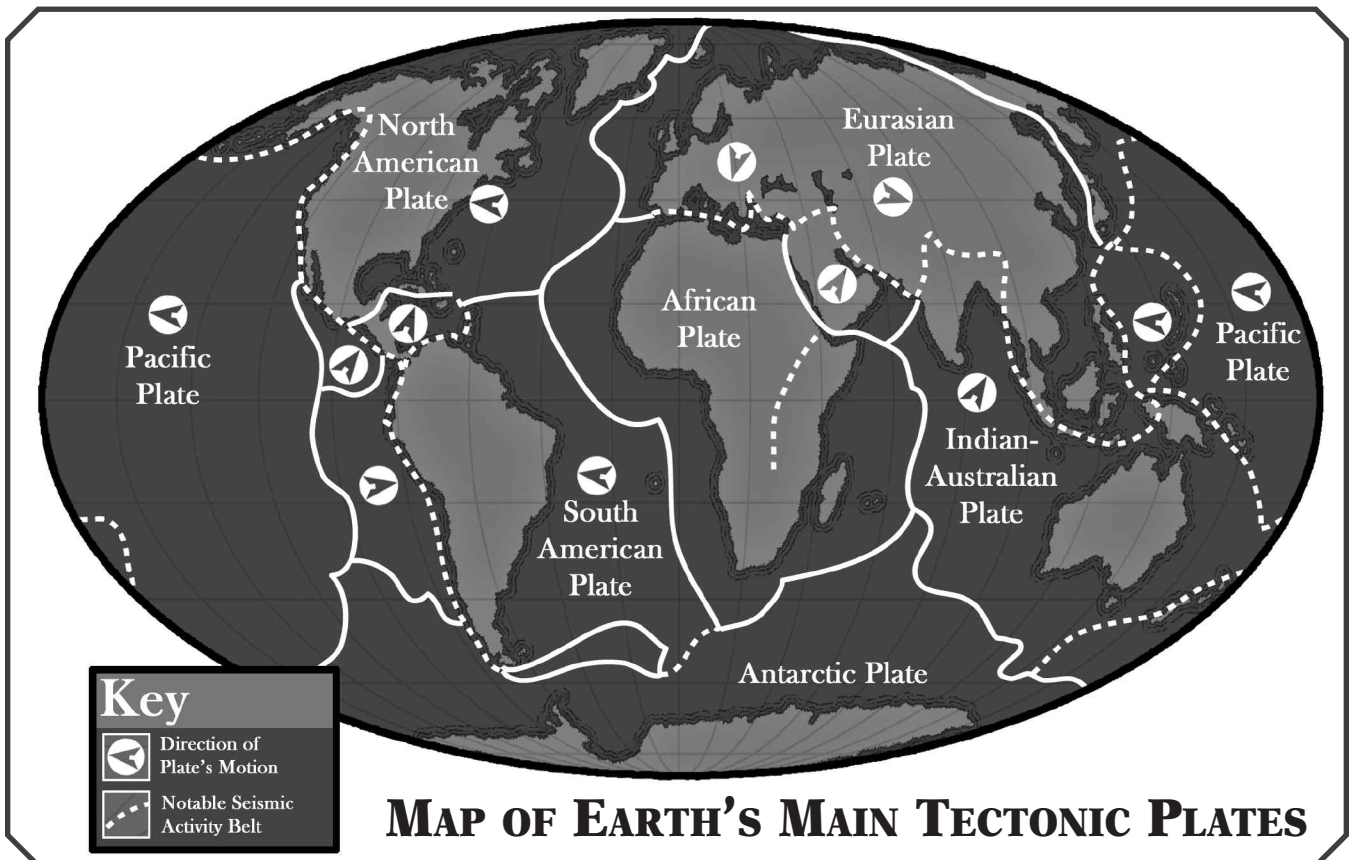 North
American
Plate
Eurasian
Plate
African
Plate
Pacific
Plate
Pacific
Plate
Indian-
Australian
Plate
South
American
Plate
Antarctic Plate
Key
Direction of
Plate's Motion
Notable Seismic
Activity Belt
MAP OF EARTH'S MAIN TECTONIC PLATES